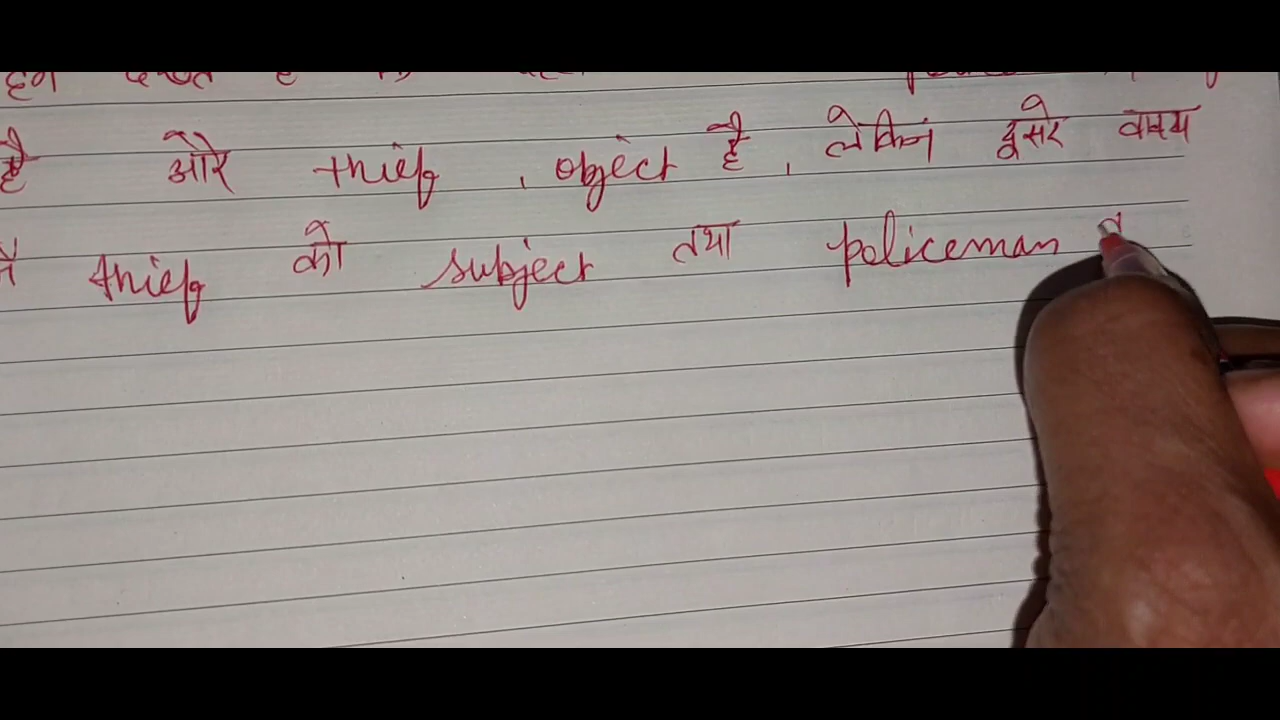 है और thief , object है , लेकिन दूसरे वाक्य
में thief को subject तथा policeman